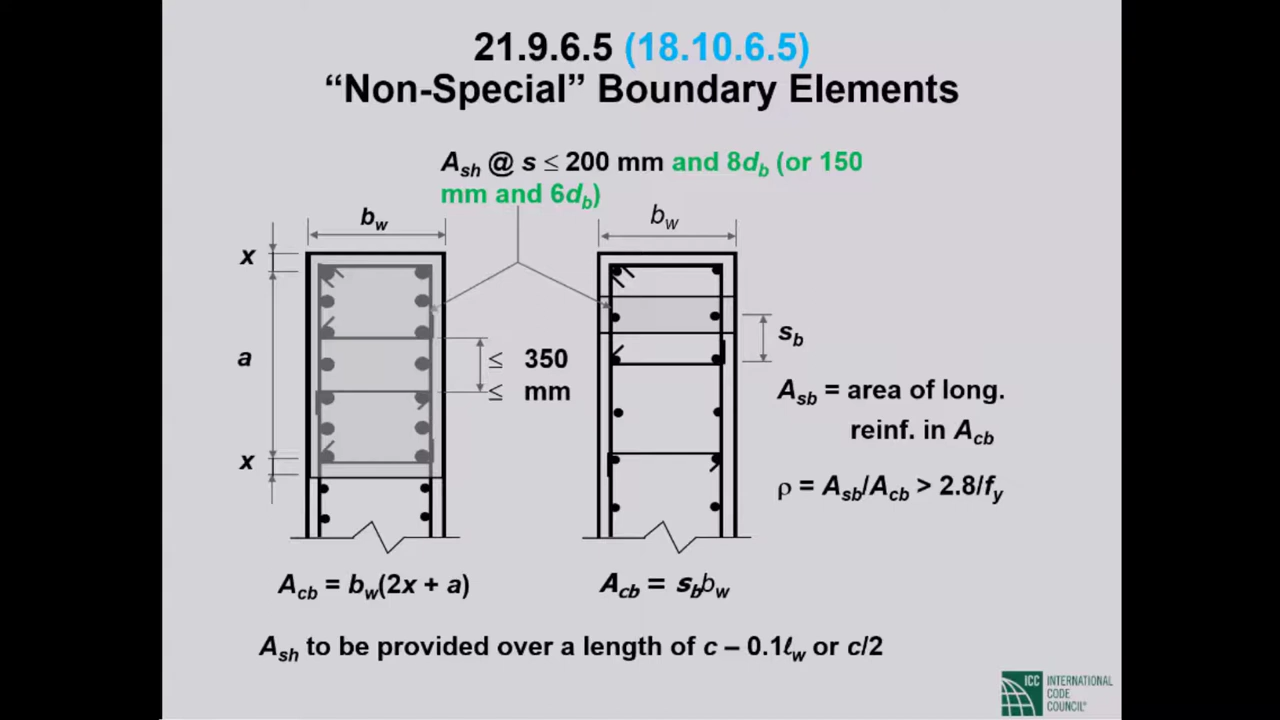 21.9.6.5 (18.10.6.5)
“Non-Special” Boundary Elements
Ash @ s ≤ 200 mm and 8db (or 150
mm and 6db)
bw
bw
x
a
x
≤ 350
≤ mm
sb
Asb = area of long.
reinf. in Acb
ρ = Asb/Acb > 2.8/fy
Acb = bw(2x + a)
Acb = sbbw
Ash to be provided over a length of c – 0.1ℓw or c/2
ICC INTERNATIONAL
CODE
COUNCIL®